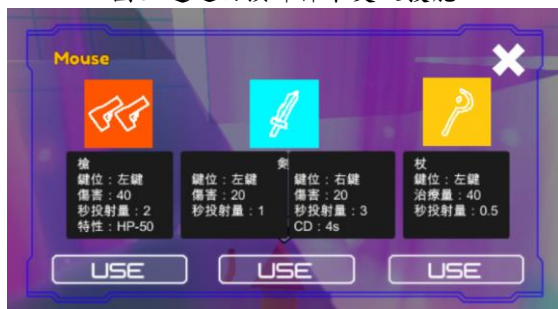 Mouse
槍
鍵位：左鍵
傷害：40
秒投射量：2
特性：HP-50
劍
鍵位：左鍵
傷害：20
秒投射量：1
鍵位：右鍵
傷害：20
秒投射量：3
CD：4s
杖
鍵位：左鍵
治療量：40
秒投射量：0.5
USE
USE
USE